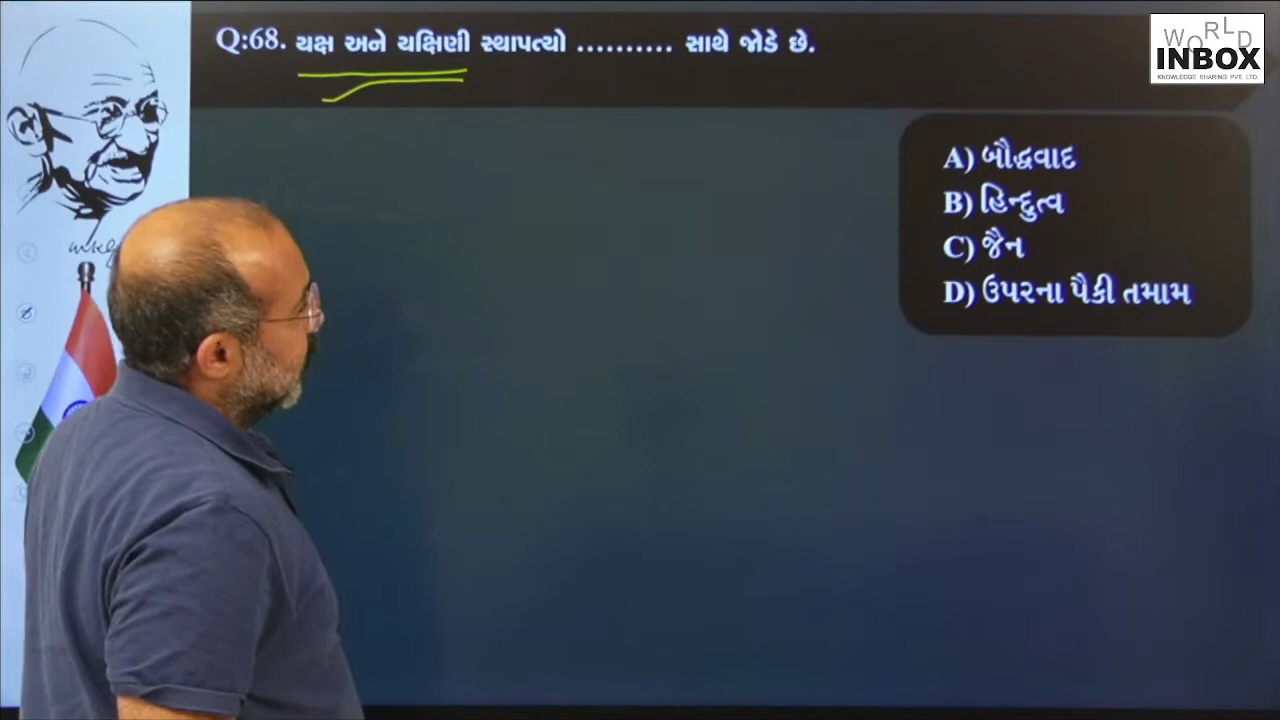 Q:68. યક્ષ અને યક્ષિણી સ્થાપત્યો .......... સાથે જોડે છે.
WORLD
INBOX
KNOWLEDGE SHARING PVT. LTD.
A) બૌદ્ધવાદ
B) હિન્દુત્વ
C) જૈન
D) ઉપરના પૈકી તમામ